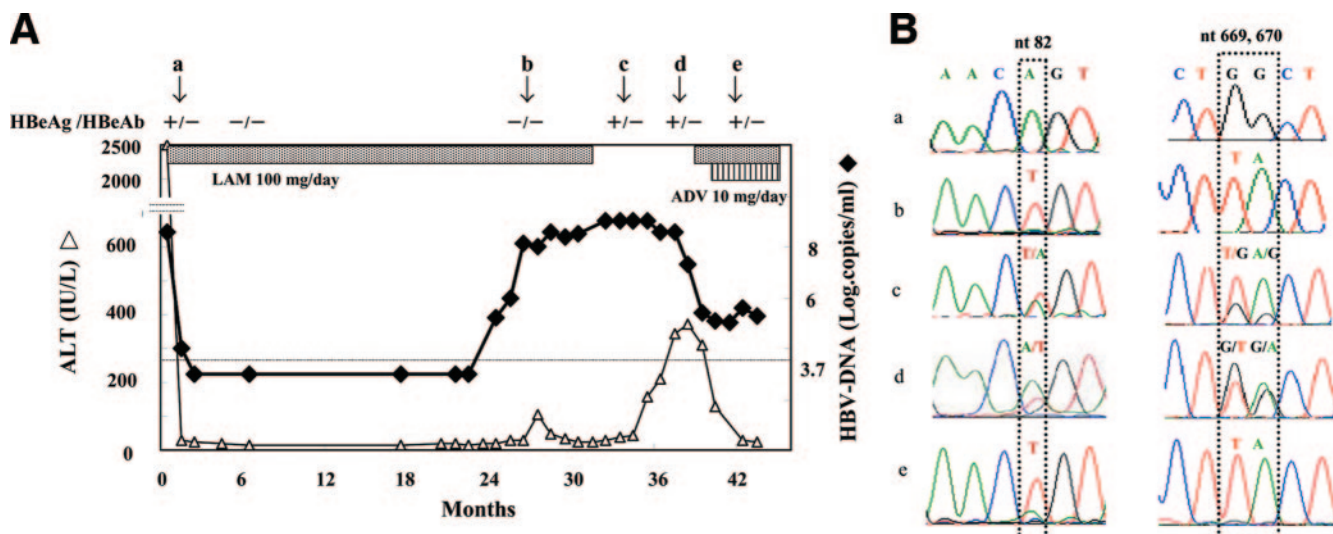 A
a b c d e
HBeAg /HBeAb +/− −/− −/− +/− +/− +/−
2500
2000
600
400
200
0
ALT (IU/L) △
LAM 100 mg/day
ADV 10 mg/day
8
6
3.7
HBV-DNA (Log,copies/ml) ◆
0 6 12 18 24 30 36 42
Months
B
nt 82
nt 669, 670
a
A A C A G T
C T G G C T
b
T
T A
c
T/A
T/G A/G
d
A/T
G/T G/A
e
T
T A